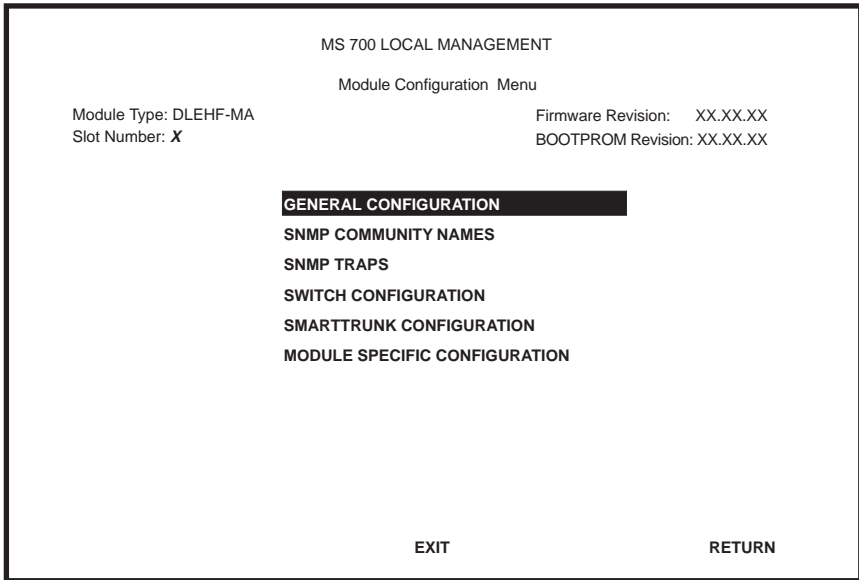 MS 700 LOCAL MANAGEMENT
Module Configuration Menu
Module Type: DLEHF-MA Firmware Revision: XX.XX.XX
Slot Number: X BOOTPROM Revision: XX.XX.XX
GENERAL CONFIGURATION
SNMP COMMUNITY NAMES
SNMP TRAPS
SWITCH CONFIGURATION
SMARTTRUNK CONFIGURATION
MODULE SPECIFIC CONFIGURATION
EXIT RETURN